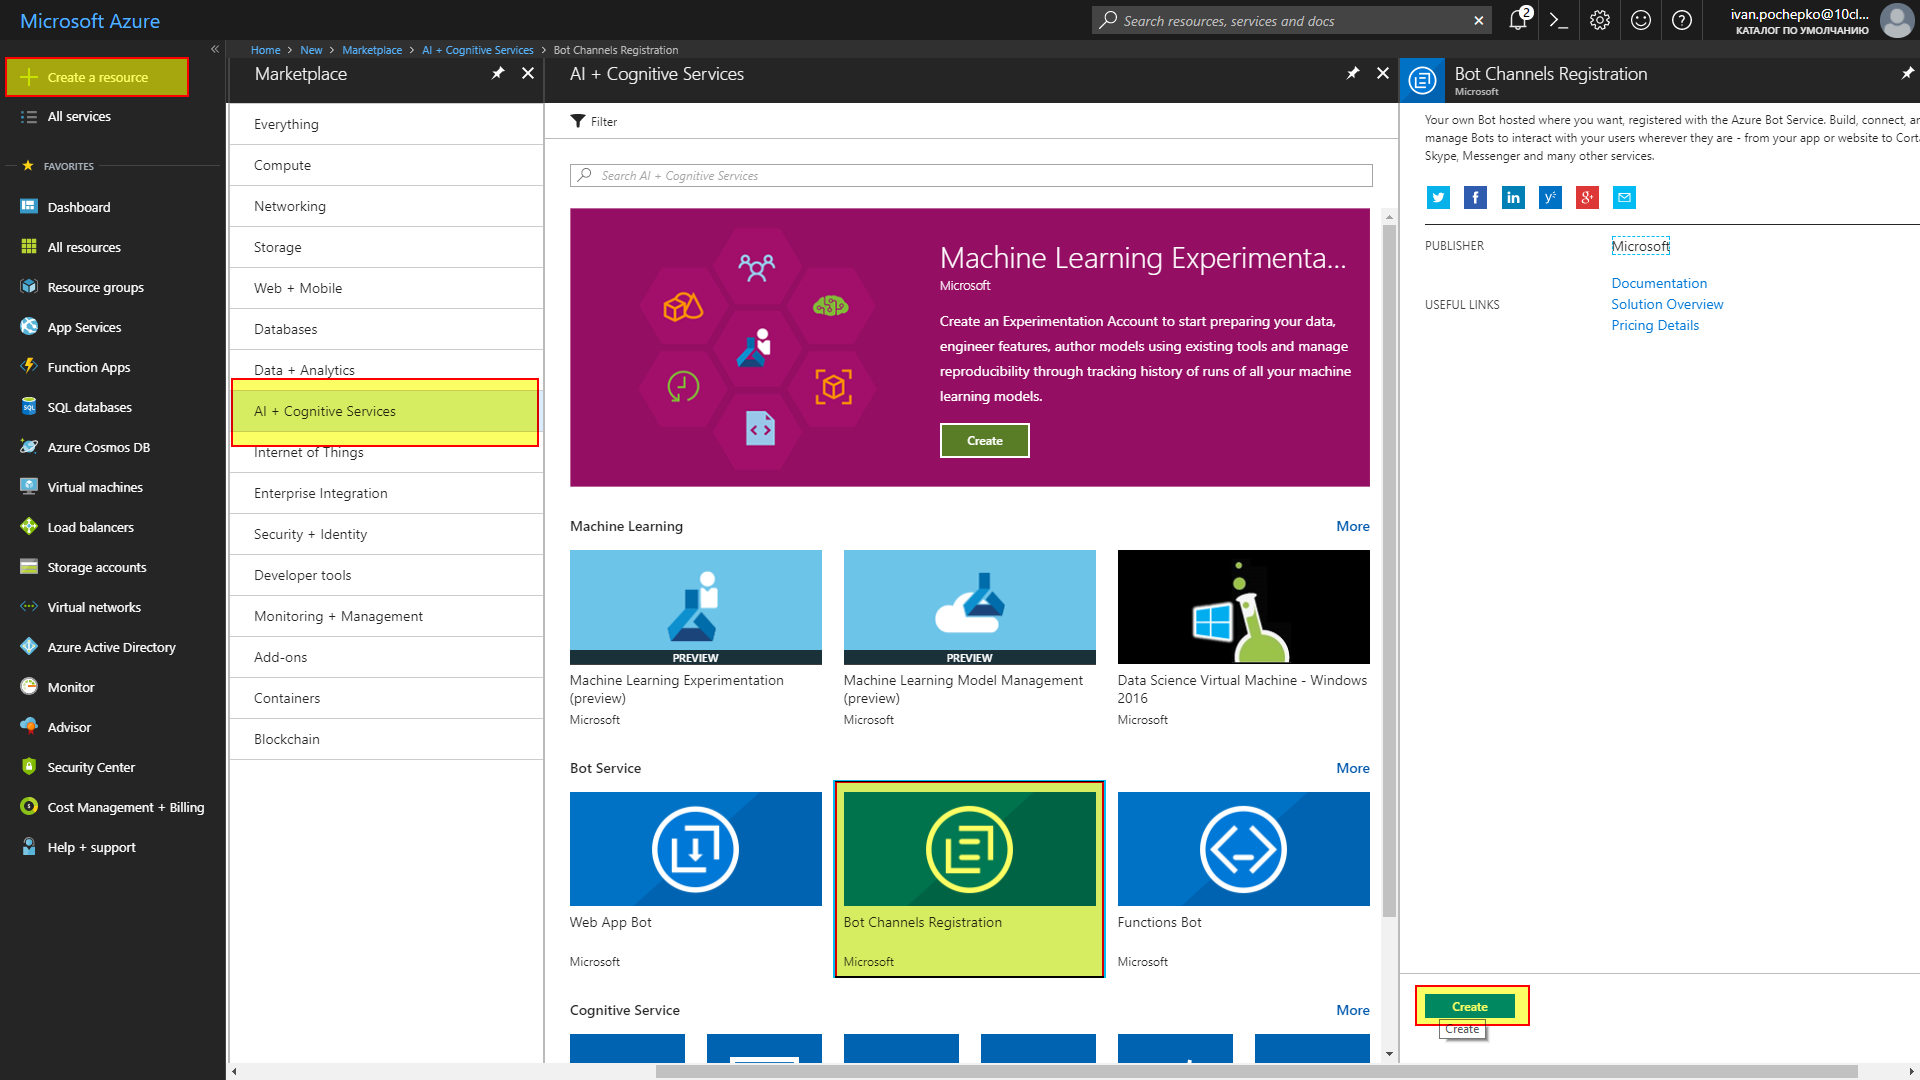 Microsoft Azure
Search resources, services and docs
2
ivan.pochepko@10cl...
КАТАЛОГ ПО УМОЛЧАНИЮ
Create a resource
All services
FAVORITES
Dashboard
All resources
Resource groups
App Services
Function Apps
SQL
SQL databases
Azure Cosmos DB
Virtual machines
Load balancers
Storage accounts
Virtual networks
Azure Active Directory
Monitor
Advisor
Security Center
Cost Management + Billing
Help + support
Home > New > Marketplace > AI + Cognitive Services > Bot Channels Registration
Marketplace
Everything
Compute
Networking
Storage
Web + Mobile
Databases
Data + Analytics
AI + Cognitive Services
Internet of Things
Enterprise Integration
Security + Identity
Developer tools
Monitoring + Management
Add-ons
Containers
Blockchain
AI + Cognitive Services
Filter
Search AI + Cognitive Services
Machine Learning Experimenta...
Microsoft
Create an Experimentation Account to start preparing your data,
engineer features, author models using existing tools and manage
reproducibility through tracking history of runs of all your machine
learning models.
Create
Machine Learning
More
PREVIEW
Machine Learning Experimentation
(preview)
Microsoft
PREVIEW
Machine Learning Model Management
(preview)
Microsoft
Data Science Virtual Machine - Windows
2016
Microsoft
Bot Service
More
Web App Bot
Microsoft
Bot Channels Registration
Microsoft
Functions Bot
Microsoft
Cognitive Service
More
Bot Channels Registration
Microsoft
Your own Bot hosted where you want, registered with the Azure Bot Service. Build, connect, a
manage Bots to interact with your users wherever they are - from your app or website to Cort
Skype, Messenger and many other services.
PUBLISHER
Microsoft
USEFUL LINKS
Documentation
Solution Overview
Pricing Details
Create
Create